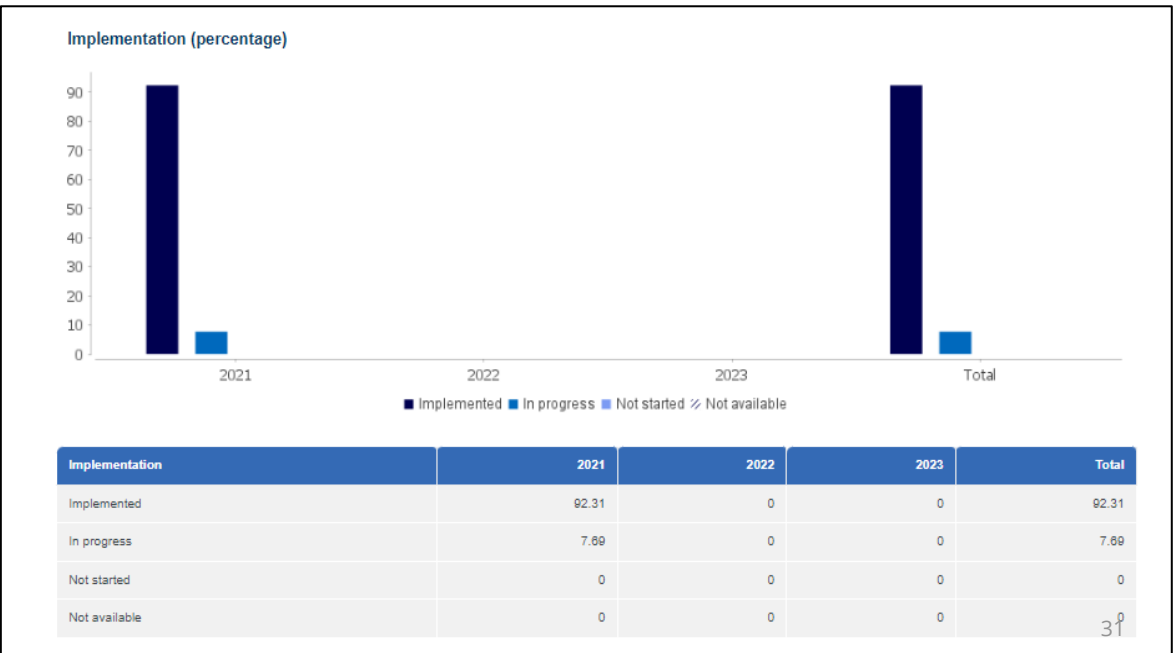 Implementation (percentage)
90
80
70
60
50
40
30
20
10
0
2021 2022 2023 Total
Implemented In progress Not started Not available
Implementation 2021 2022 2023 Total
Implemented 92.31 0 0 92.31
In progress 7.69 0 0 7.69
Not started 0 0 0 0
Not available 0 0 0 0
31